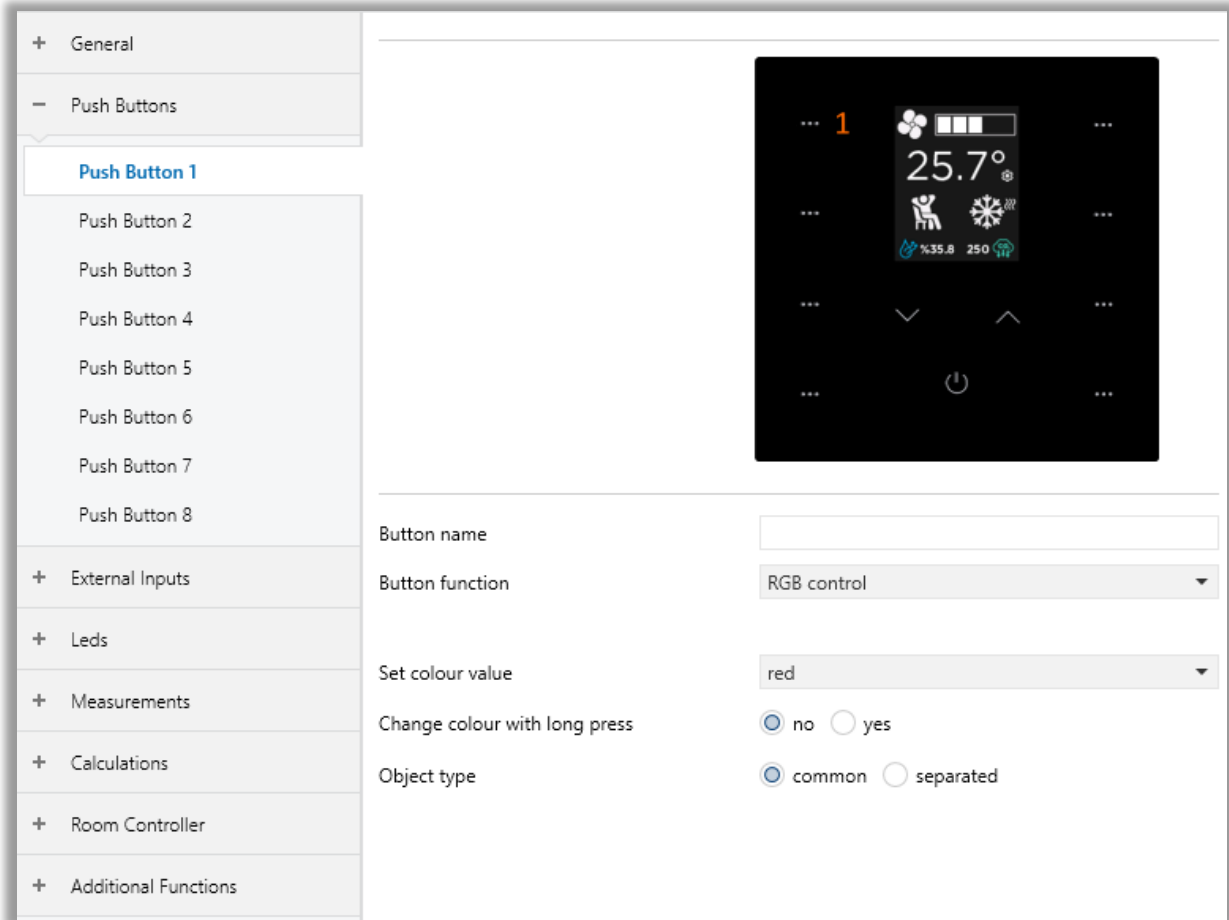 General
Push Buttons
Push Button 1
Push Button 2
Push Button 3
Push Button 4
Push Button 5
Push Button 6
Push Button 7
Push Button 8
External Inputs
Leds
Measurements
Calculations
Room Controller
Additional Functions
1
25.7°
%35.8 250
Button name
Button function RGB control
Set colour value red
Change colour with long press no yes
Object type common separated